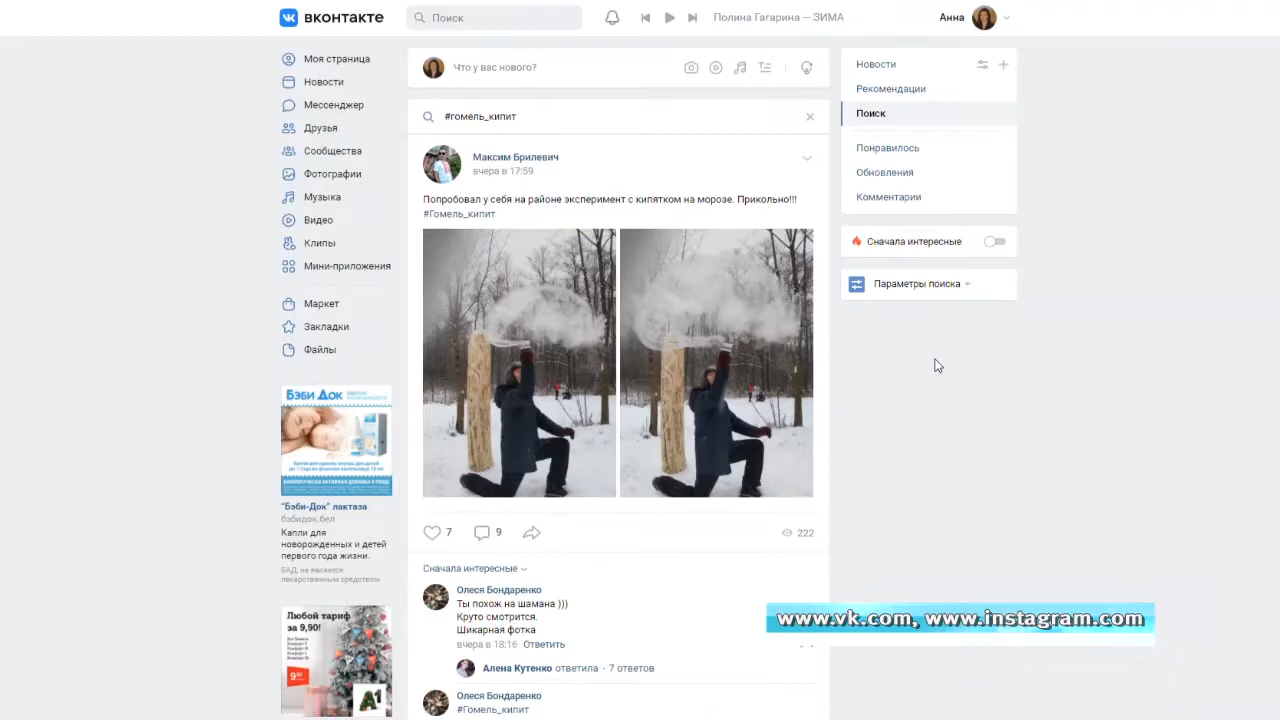 вконтакте
Поиск
Полина Гагарина — ЗИМА
Анна
Моя страница
Новости
Мессенджер
Друзья
Сообщества
Фотографии
Музыка
Видео
Клипы
Мини-приложения
Маркет
Закладки
Файлы
Бэби Док
"Бэби-Док" лактаза
бэбидок.бел
Капли для
новорожденных и детей
первого года жизни.
БАД, не является
лекарственным средством
Любой тариф
за 9,90!
A1
Что у вас нового?
#гомель_кипит
Максим Брилевич
вчера в 17:59
Попробовал у себя на районе эксперимент с кипятком на морозе. Прикольно!!!
#Гомель_кипит
7
9
222
Сначала интересные
Олеся Бондаренко
Ты похож на шамана )))
Круто смотрится.
Шикарная фотка
вчера в 18:16 Ответить
Алена Кутенко ответила · 7 ответов
Олеся Бондаренко
#Гомель_кипит
Новости
Рекомендации
Поиск
Понравилось
Обновления
Комментарии
Сначала интересные
Параметры поиска
www.vk.com, www.instagram.com